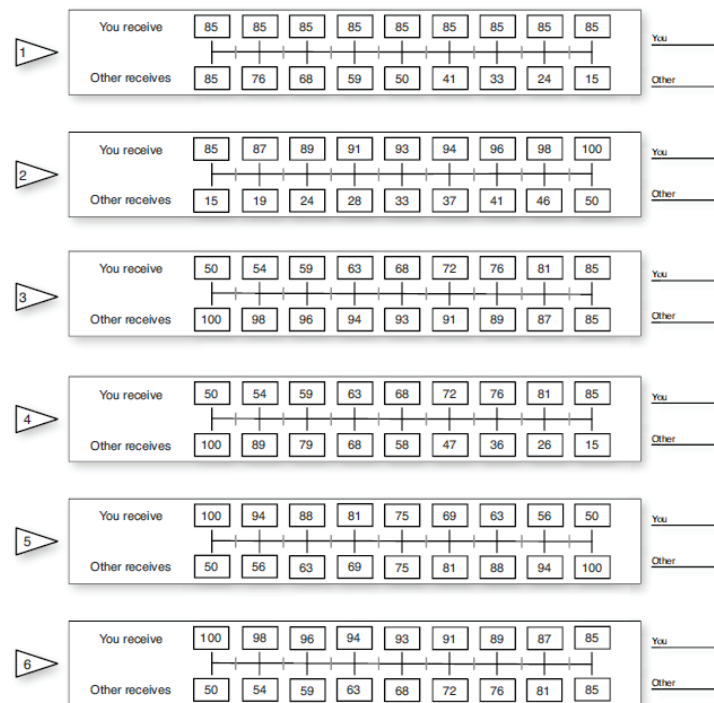 You receive 85 85 85 85 85 85 85 85 85
You
1
Other receives 85 76 68 59 50 41 33 24 15
Other
You receive 85 87 89 91 93 94 96 98 100
You
2
Other receives 15 19 24 28 33 37 41 46 50
Other
You receive 50 54 59 63 68 72 76 81 85
You
3
Other receives 100 98 96 94 93 91 89 87 85
Other
You receive 50 54 59 63 68 72 76 81 85
You
4
Other receives 100 89 79 68 58 47 36 26 15
Other
You receive 100 94 88 81 75 69 63 56 50
You
5
Other receives 50 56 63 69 75 81 88 94 100
Other
You receive 100 98 96 94 93 91 89 87 85
You
6
Other receives 50 54 59 63 68 72 76 81 85
Other